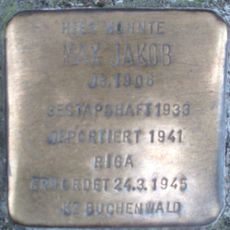 HIER WOHNTE
MAX JAKOB
JG. 1906
GESTAPOHAFT 1933
DEPORTIERT 1941
RIGA
ERMORDET 24.3.1945
KZ BUCHENWALD